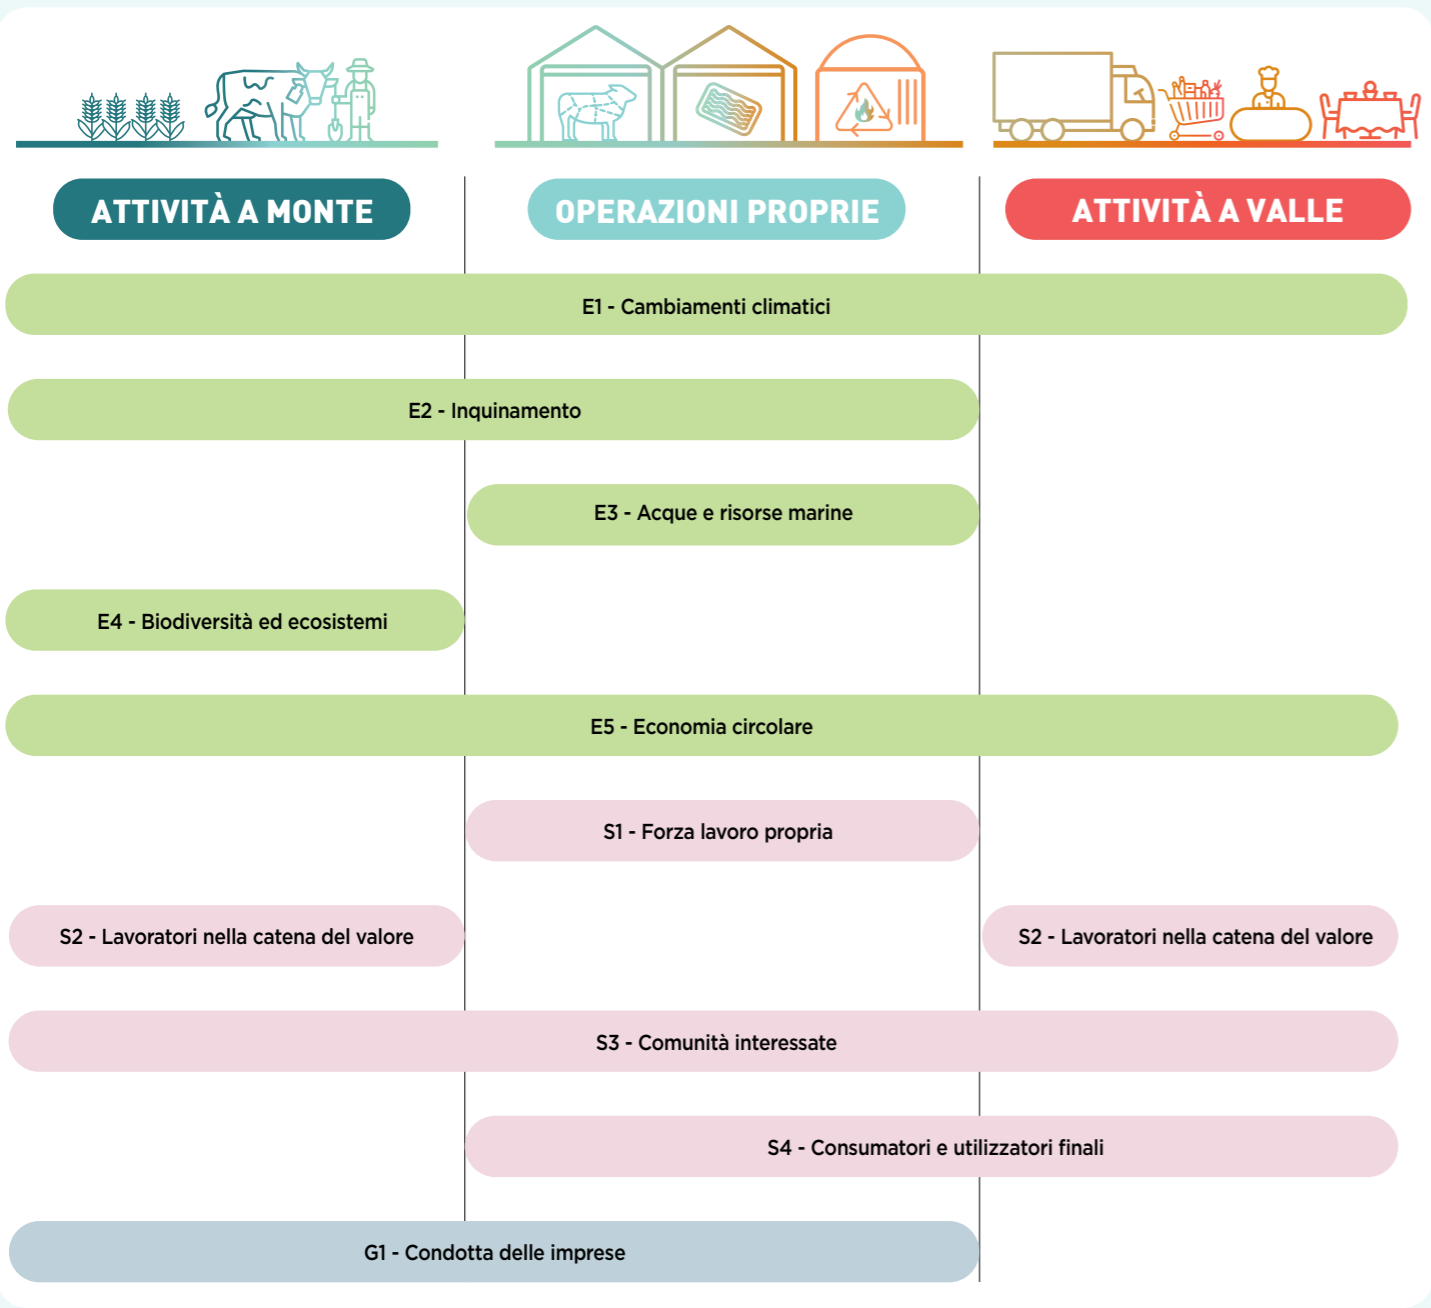 ATTIVITÀ A MONTE
OPERAZIONI PROPRIE
ATTIVITÀ A VALLE
E1 - Cambiamenti climatici
E2 - Inquinamento
E3 - Acque e risorse marine
E4 - Biodiversità ed ecosistemi
E5 - Economia circolare
S1 - Forza lavoro propria
S2 - Lavoratori nella catena del valore
S2 - Lavoratori nella catena del valore
S3 - Comunità interessate
S4 - Consumatori e utilizzatori finali
G1 - Condotta delle imprese